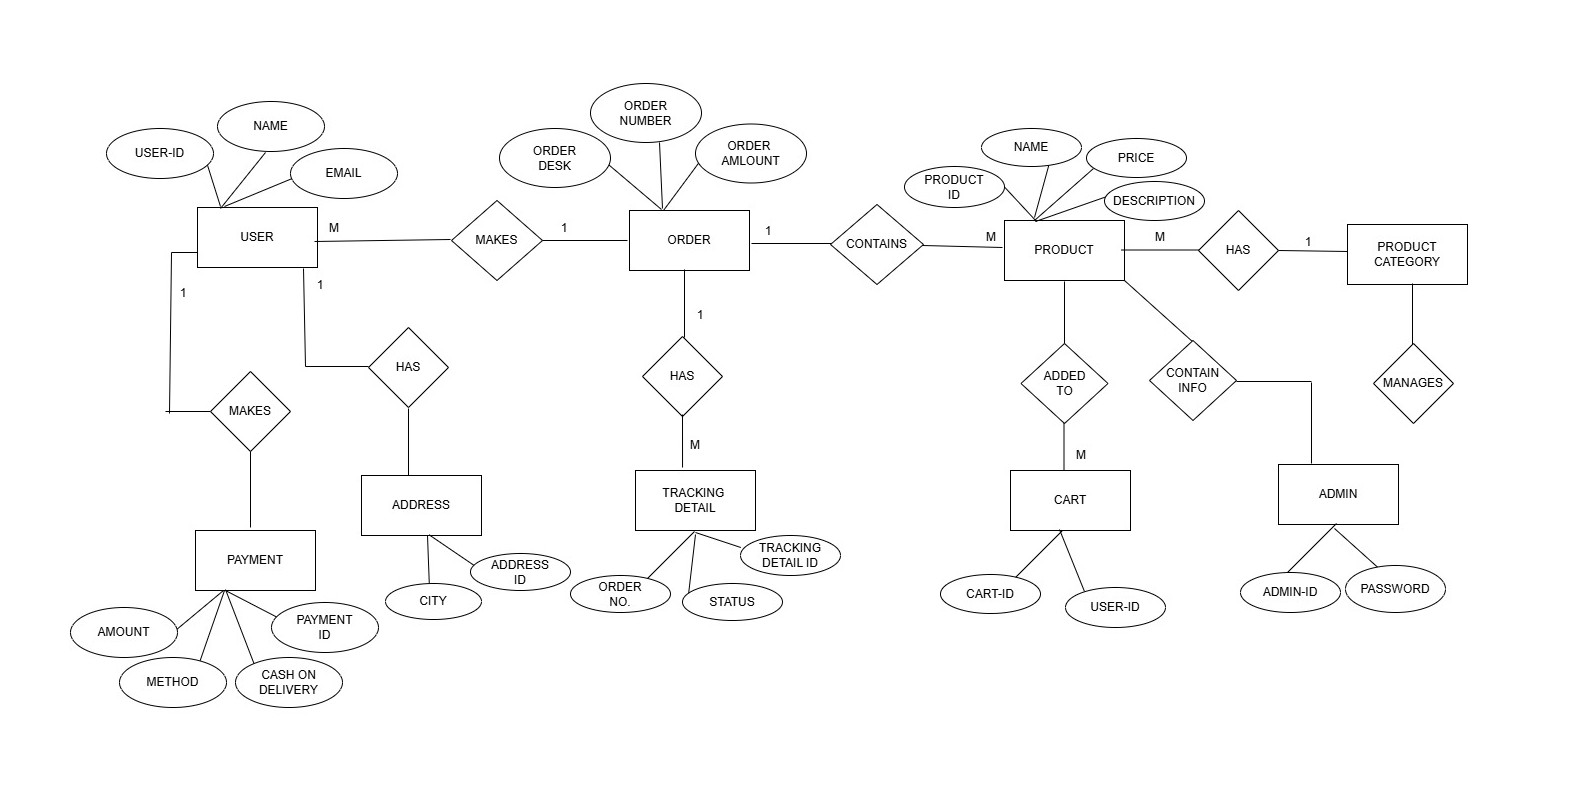 ORDER
NUMBER
NAME
USER-ID
EMAIL
ORDER
DESK
ORDER
AMLOUNT
NAME
PRICE
PRODUCT
ID
DESCRIPTION
USER
M
MAKES
1
ORDER
1
CONTAINS
M
PRODUCT
M
HAS
1
PRODUCT
CATEGORY
1
1
1
HAS
MAKES
HAS
ADDED
TO
CONTAIN
INFO
MANAGES
M
M
ADDRESS
TRACKING
DETAIL
CART
ADMIN
PAYMENT
ADDRESS
ID
CITY
TRACKING
DETAIL ID
ORDER
NO.
STATUS
CART-ID
USER-ID
ADMIN-ID
PASSWORD
AMOUNT
PAYMENT
ID
METHOD
CASH ON
DELIVERY